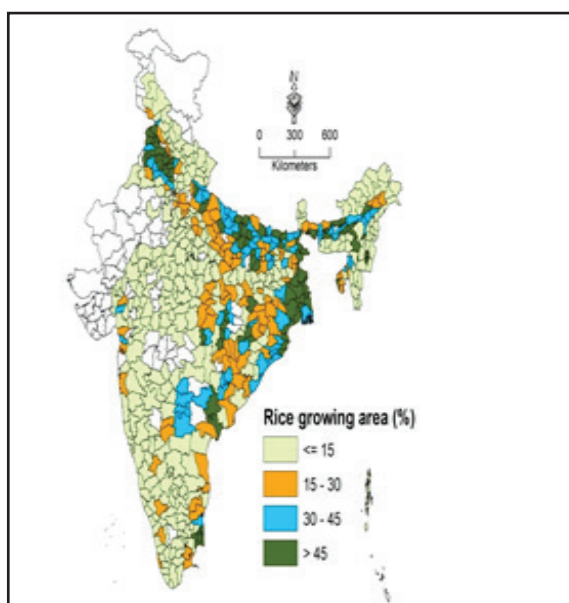 N
0 300 600
Kilometers
Rice growing area (%)
<= 15
15 - 30
30 - 45
> 45